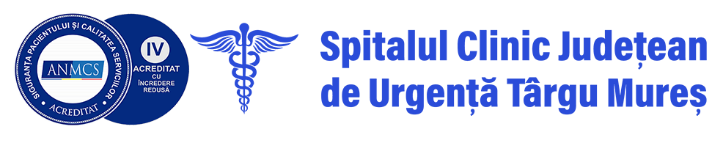 SIGURANȚA PACIENTULUI ȘI CALITATEA SERVICIILOR
ANMCS
• ACREDITAT •
IV
ACREDITAT
CU
ÎNCREDERE
REDUSĂ
Spitalul Clinic Județean
de Urgență Târgu Mureș